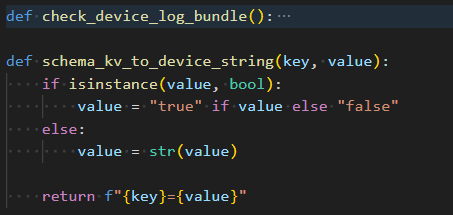 def check_device_log_bundle():…
def schema_kv_to_device_string(key, value):
    if isinstance(value, bool):
        value = "true" if value else "false"
    else:
        value = str(value)
    return f"{key}={value}"